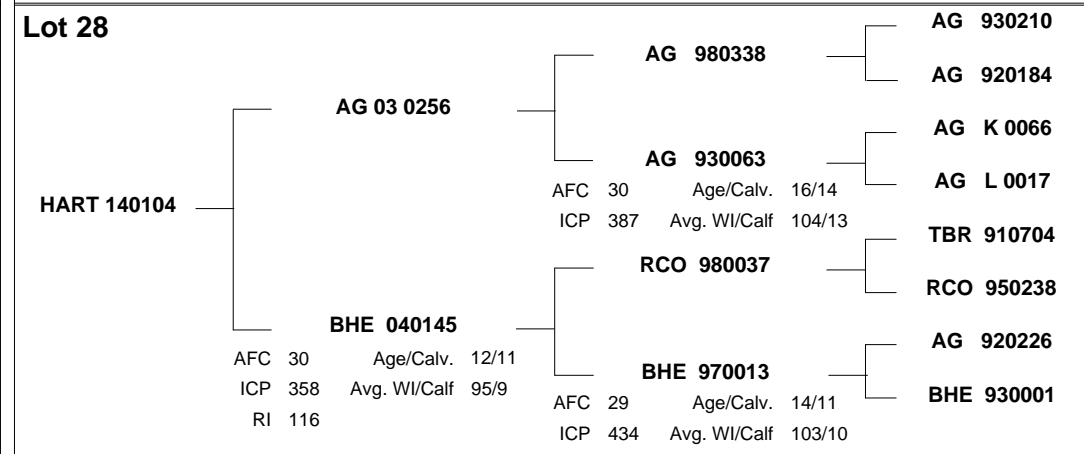 Lot 28
AG 930210
AG 980338
AG 920184
AG 03 0256
AG K 0066
AG 930063
AFC 30 Age/Calv. 16/14
ICP 387 Avg. WI/Calf 104/13
AG L 0017
HART 140104
TBR 910704
RCO 980037
RCO 950238
BHE 040145
AFC 30 Age/Calv. 12/11
ICP 358 Avg. WI/Calf 95/9
RI 116
AG 920226
BHE 970013
AFC 29 Age/Calv. 14/11
ICP 434 Avg. WI/Calf 103/10
BHE 930001